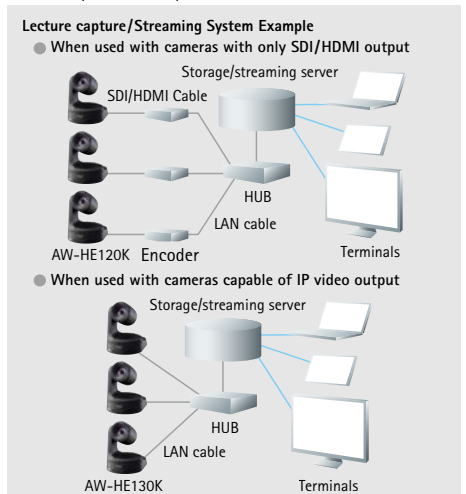 Lecture capture/Streaming System Example
When used with cameras with only SDI/HDMI output
Storage/streaming server
SDI/HDMI Cable
HUB
LAN cable
AW-HE120K Encoder Terminals
When used with cameras capable of IP video output
Storage/streaming server
HUB
LAN cable
AW-HE130K Terminals